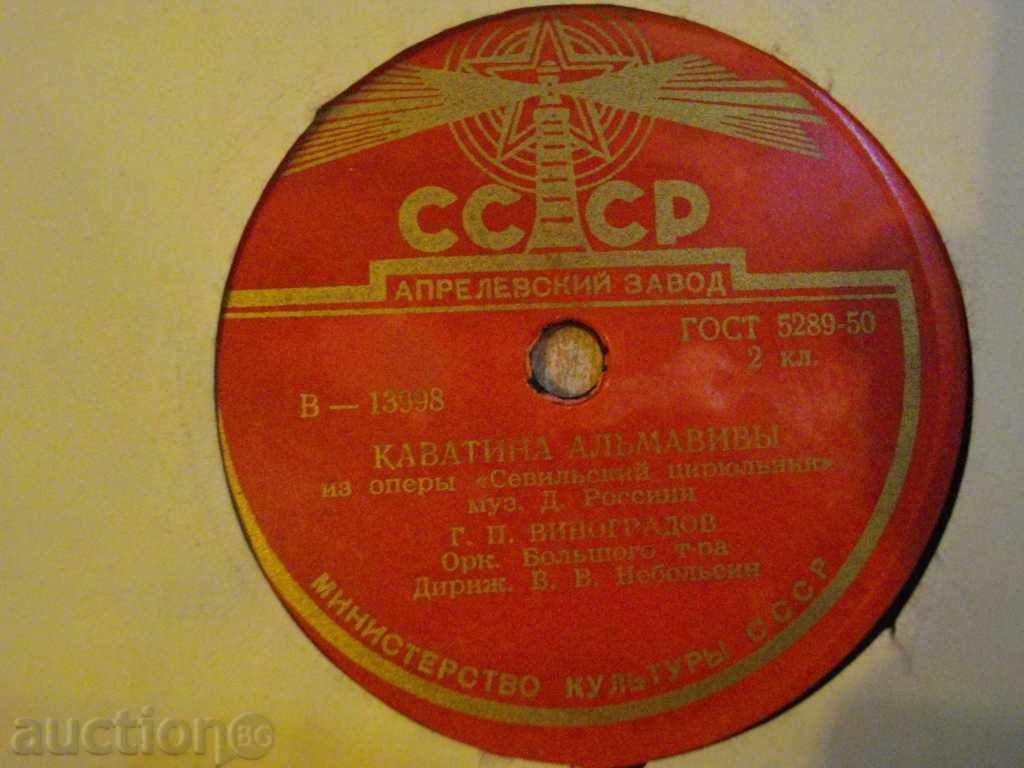 СССР
АПРЕЛЕВСКИЙ ЗАВОД
ГОСТ 5289-50
2 кл.
В — 13998
КАВАТИНА АЛЬМАВИВЫ
из оперы «Севильский цирюльник»
муз. Д. Россини
Г. П. ВИНОГРАДОВ
Орк. Большого т-ра
Дириж. В. В. Небольсин
МИНИСТЕРСТВО КУЛЬТУРЫ СССР
auction BG